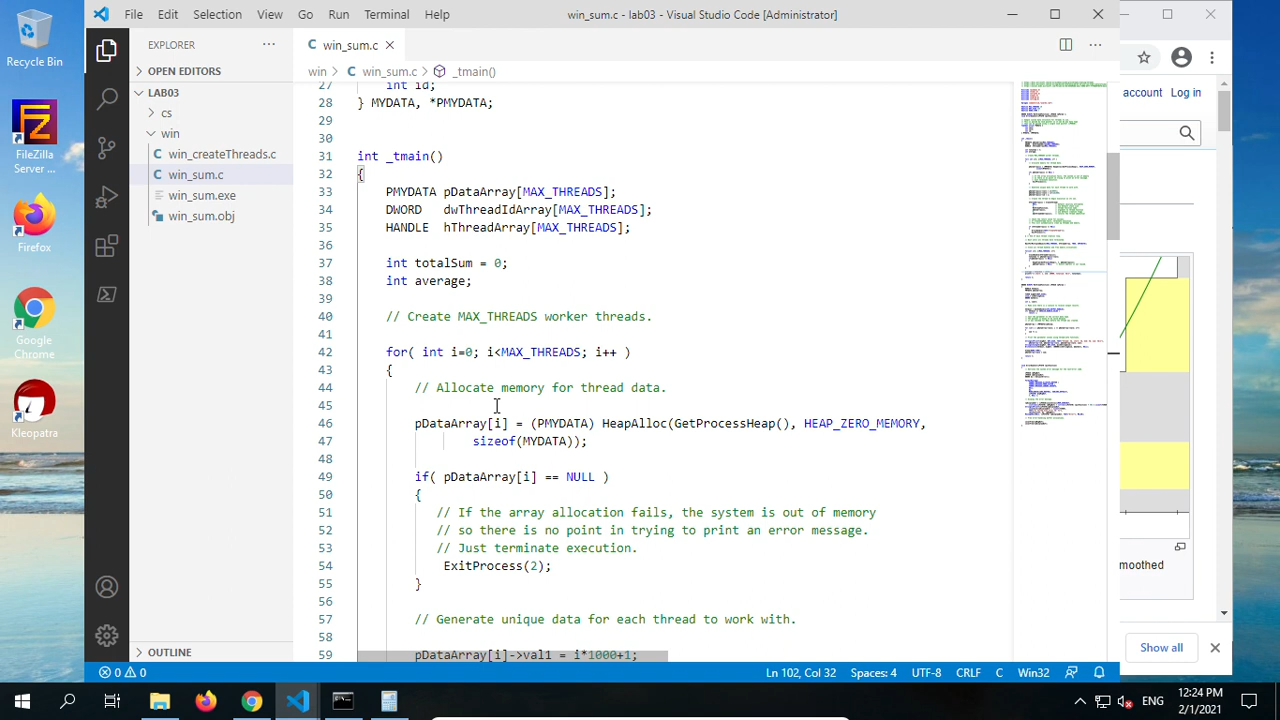 File Edit Selection View Go Run Terminal Help
win_sum.c - lab03 - Visual Studio Code [Administrator]
Recycle Bin
FileZilla
Server ...
Firefox
Google
Chrome
Kleopatra
EXPLORER
OPEN EDITORS
LAB03
cs
win
win_createThreads.c
win_sum.c
win_sum.exe
win_sum.obj
OUTLINE
C win_sum.c
win > C win_sum.c > _tmain()
27 int id;
28 } MYDATA, *PMYDATA;
29
30
31 int _tmain()
32 {
33 PMYDATA pDataArray[MAX_THREADS];
34 DWORD dwThreadIdArray[MAX_THREADS];
35 HANDLE hThreadArray[MAX_THREADS];
36
37 int total_sum = 0;
38 int average;
39
40 // Create MAX_THREADS worker threads.
41
42 for( int i=0; i<MAX_THREADS; i++ )
43 {
44 // Allocate memory for thread data.
45
46 pDataArray[i] = (PMYDATA) HeapAlloc(GetProcessHeap(), HEAP_ZERO_MEMORY,
47 sizeof(MYDATA));
48
49 if( pDataArray[i] == NULL )
50 {
51 // If the array allocation fails, the system is out of memory
52 // so there is no point in trying to print an error message.
53 // Just terminate execution.
54 ExitProcess(2);
55 }
56
57 // Generate unique data for each thread to work with.
58
59 pDataArray[i]->val1 = i*1000+1;
account Log in
moothed
Show all
0 0
Ln 102, Col 32 Spaces: 4 UTF-8 CRLF C Win32
ENG
12:24 PM
2/1/2021